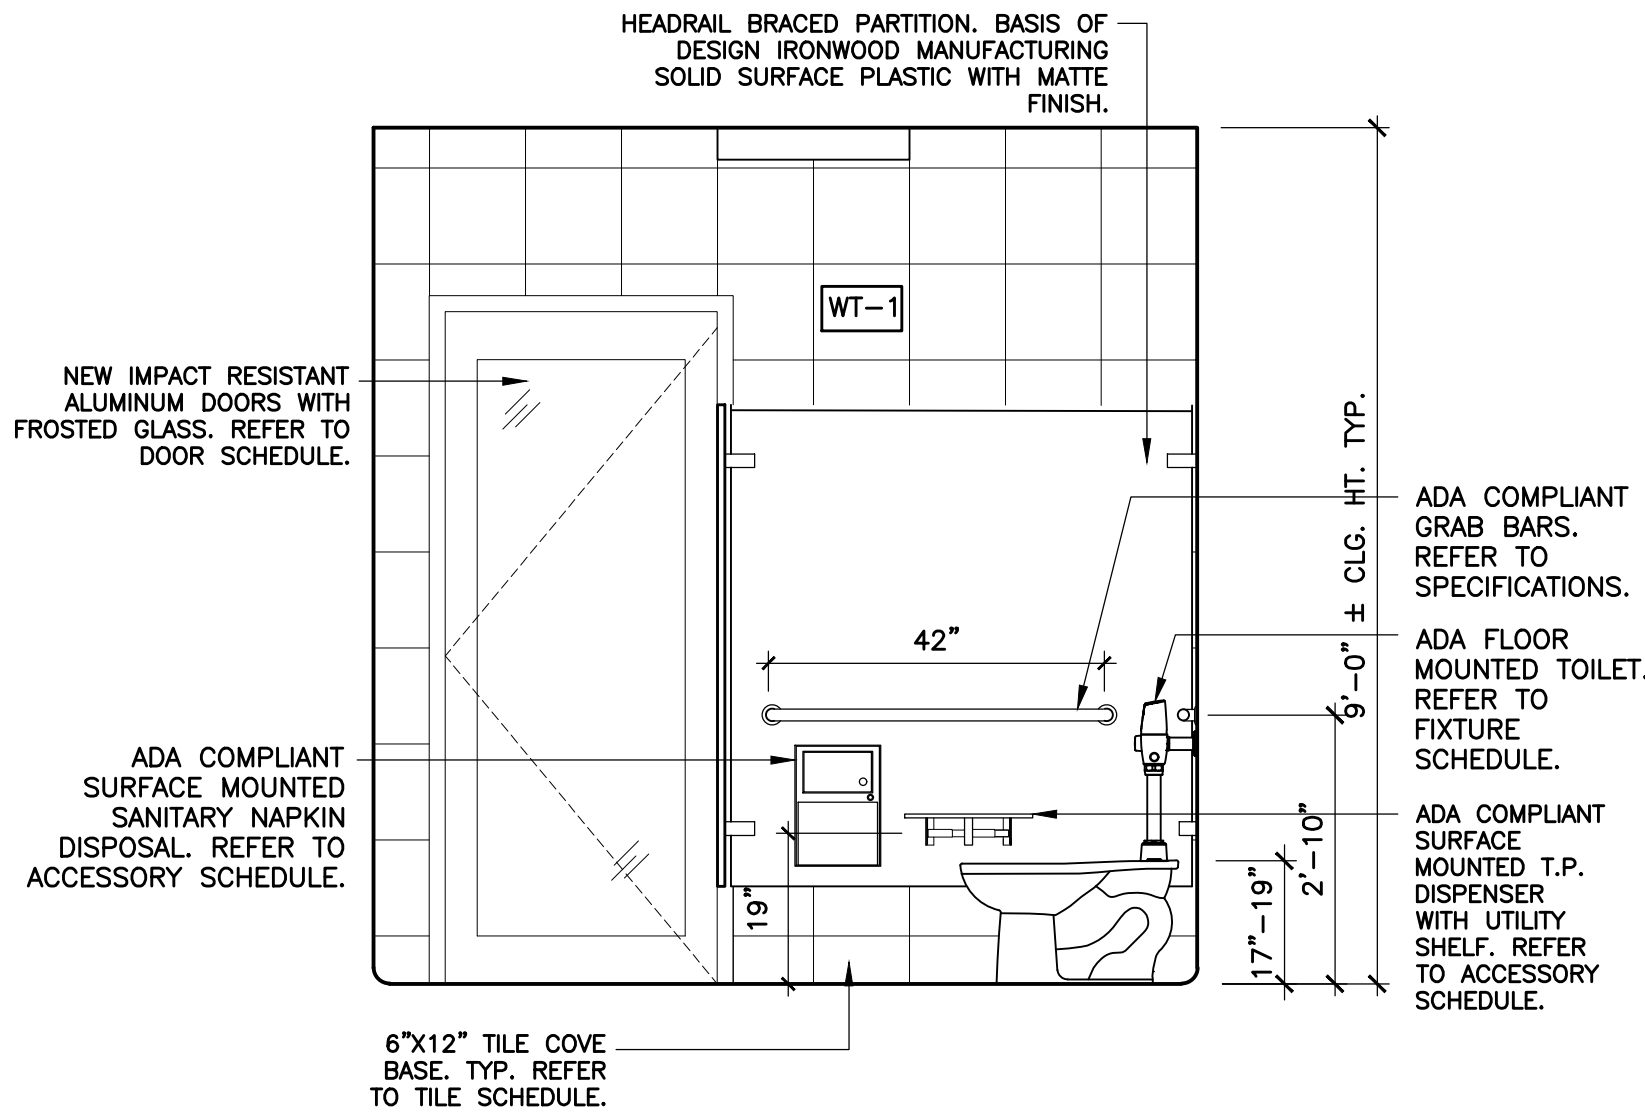 HEADRAIL BRACED PARTITION. BASIS OF
DESIGN IRONWOOD MANUFACTURING
SOLID SURFACE PLASTIC WITH MATTE
FINISH.
WT-1
NEW IMPACT RESISTANT
ALUMINUM DOORS WITH
FROSTED GLASS. REFER TO
DOOR SCHEDULE.
9'-0" ± CLG. HT. TYP.
ADA COMPLIANT
GRAB BARS.
REFER TO
SPECIFICATIONS.
42"
ADA FLOOR
MOUNTED TOILET.
REFER TO
FIXTURE
SCHEDULE.
ADA COMPLIANT
SURFACE MOUNTED
SANITARY NAPKIN
DISPOSAL. REFER TO
ACCESSORY SCHEDULE.
ADA COMPLIANT
SURFACE
MOUNTED T.P.
DISPENSER
WITH UTILITY
SHELF. REFER
TO ACCESSORY
SCHEDULE.
19"
17"-19"
2'-10"
6"X12" TILE COVE
BASE. TYP. REFER
TO TILE SCHEDULE.